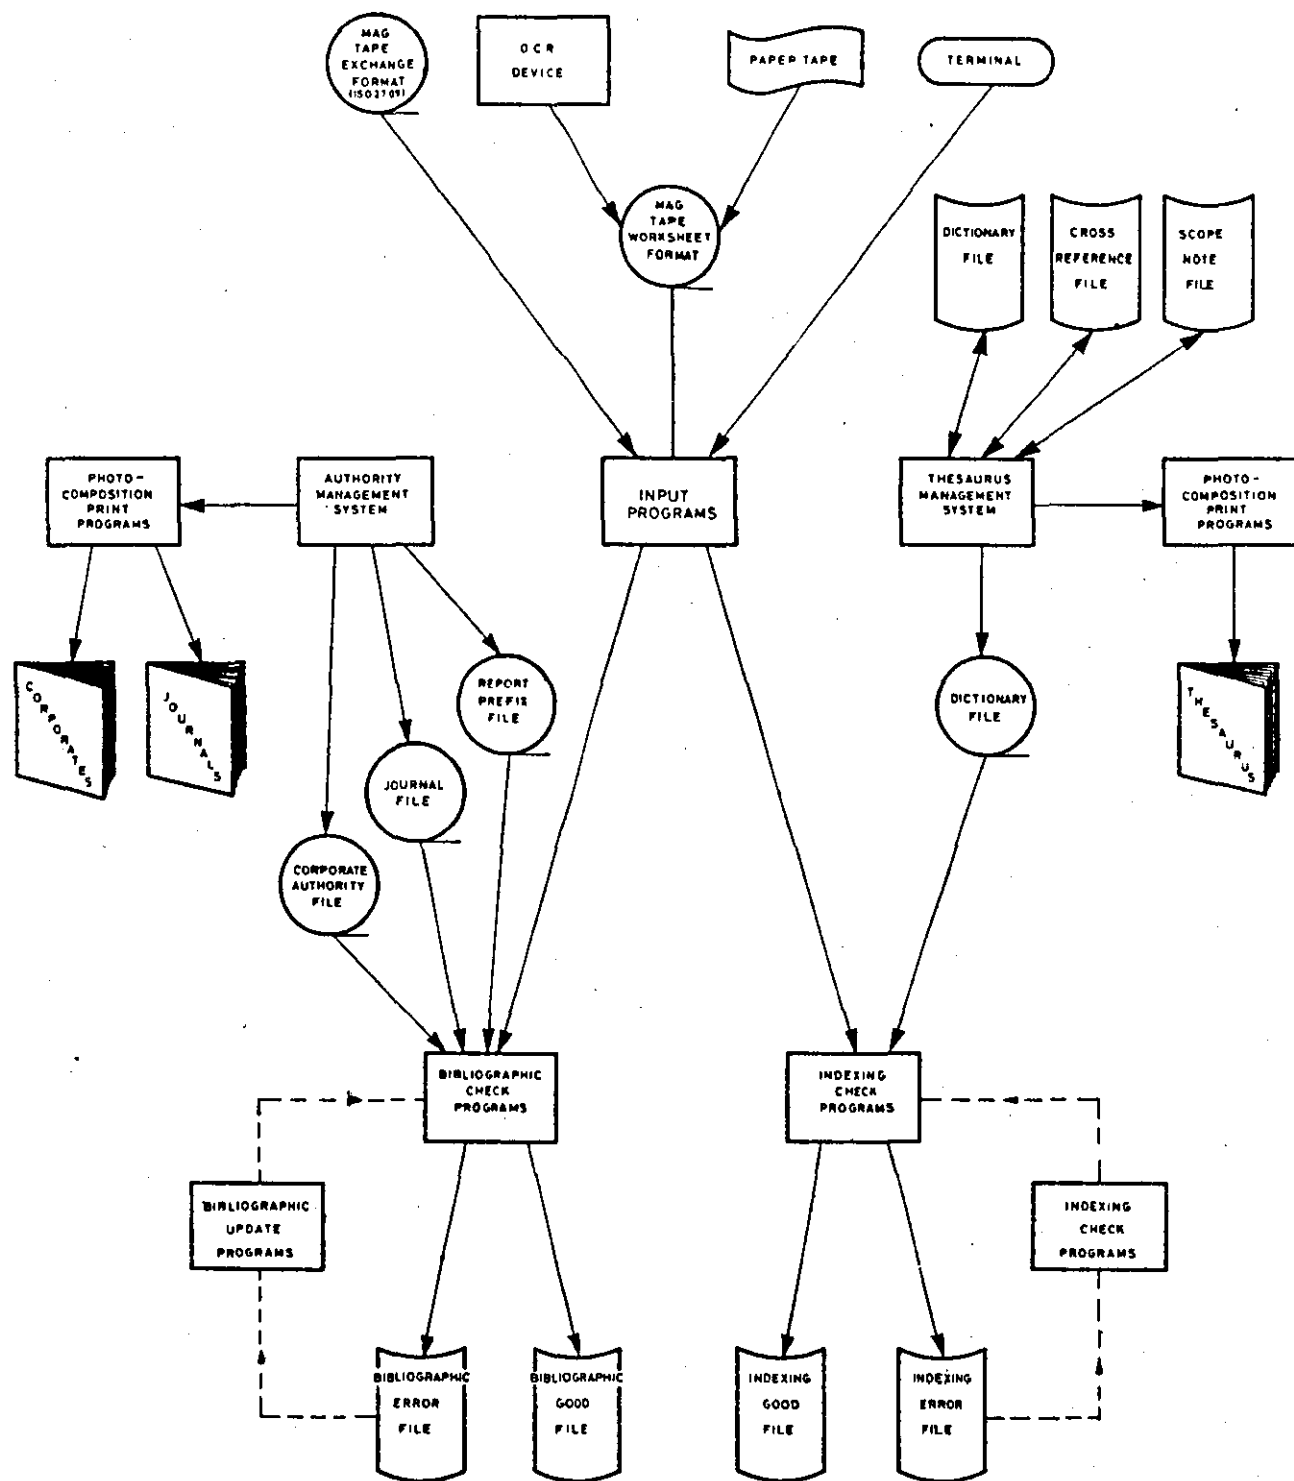 MAG
TAPE
EXCHANGE
FORMAT
(ISO2709)
OCR
DEVICE
PAPER TAPE
TERMINAL
MAG
TAPE
WORKSHEET
FORMAT
DICTIONARY
FILE
CROSS
REFERENCE
FILE
SCOPE
NOTE
FILE
PHOTO-
COMPOSITION
PRINT
PROGRAMS
AUTHORITY
MANAGEMENT
SYSTEM
INPUT
PROGRAMS
THESAURUS
MANAGEMENT
SYSTEM
PHOTO-
COMPOSITION
PRINT
PROGRAMS
CORPORATES
JOURNALS
REPORT
PREFIX
FILE
DICTIONARY
FILE
THESAURUS
JOURNAL
FILE
CORPORATE
AUTHORITY
FILE
BIBLIOGRAPHIC
CHECK
PROGRAMS
INDEXING
CHECK
PROGRAMS
BIBLIOGRAPHIC
UPDATE
PROGRAMS
INDEXING
CHECK
PROGRAMS
BIBLIOGRAPHIC
ERROR
FILE
BIBLIOGRAPHIC
GOOD
FILE
INDEXING
GOOD
FILE
INDEXING
ERROR
FILE